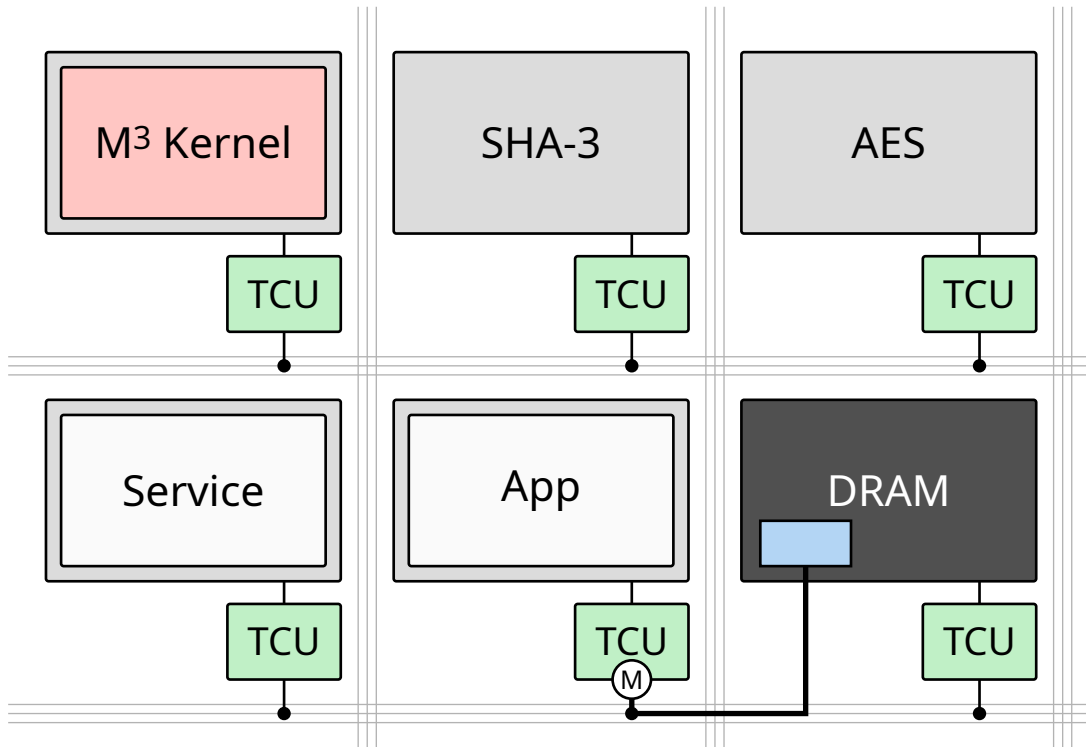 M³ Kernel
SHA-3
AES
TCU
TCU
TCU
Service
App
DRAM
TCU
TCU
TCU
M